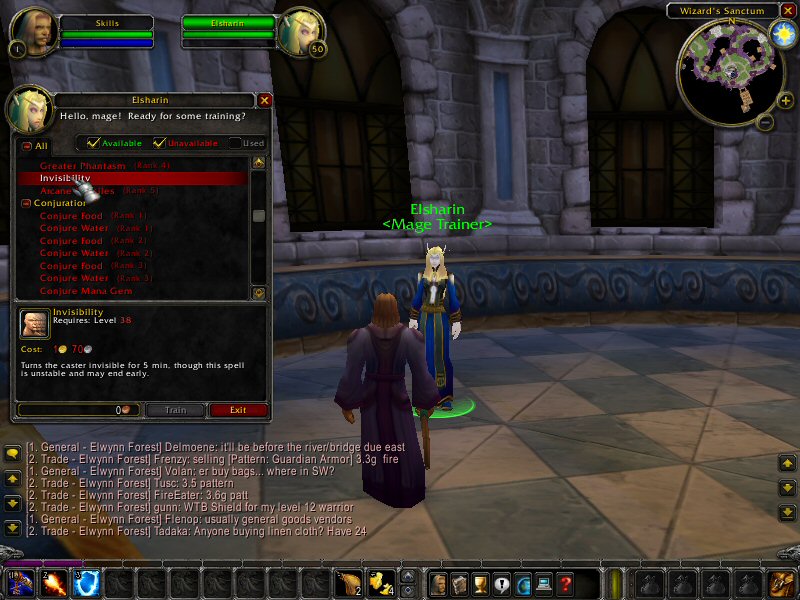 Skills
1
Elsharin
50
Wizard's Sanctum
N
Elsharin
Hello, mage! Ready for some training?
All
Available
Unavailable
Used
Greater Phantasm (Rank 4)
Invisibility
Arcane Missiles (Rank 5)
Conjuration
Conjure Food (Rank 1)
Conjure Water (Rank 1)
Conjure Food (Rank 2)
Conjure Water (Rank 2)
Conjure Food (Rank 3)
Conjure Water (Rank 3)
Conjure Mana Gem
Invisibility
Requires: Level 38
Cost: 1 70
Turns the caster invisible for 5 min, though this spell
is unstable and may end early.
0
Train
Exit
Elsharin
<Mage Trainer>
[1. General - Elwynn Forest] Delmoene: it'll be before the river/bridge due east
[2. Trade - Elwynn Forest] Frenzy: selling [Pattern: Guardian Armor] 3.3g fire
[1. General - Elwynn Forest] Volan: er buy bags... where in SW?
[2. Trade - Elwynn Forest] Tusc: 3.5 pattern
[2. Trade - Elwynn Forest] FireEater: 3.6g patt
[2. Trade - Elwynn Forest] gunn: WTB Shield for my level 12 warrior
[1. General - Elwynn Forest] Flenop: usually general goods vendors
[2. Trade - Elwynn Forest] Tadaka: Anyone buying linen cloth? Have 24
1
2
3
2
4